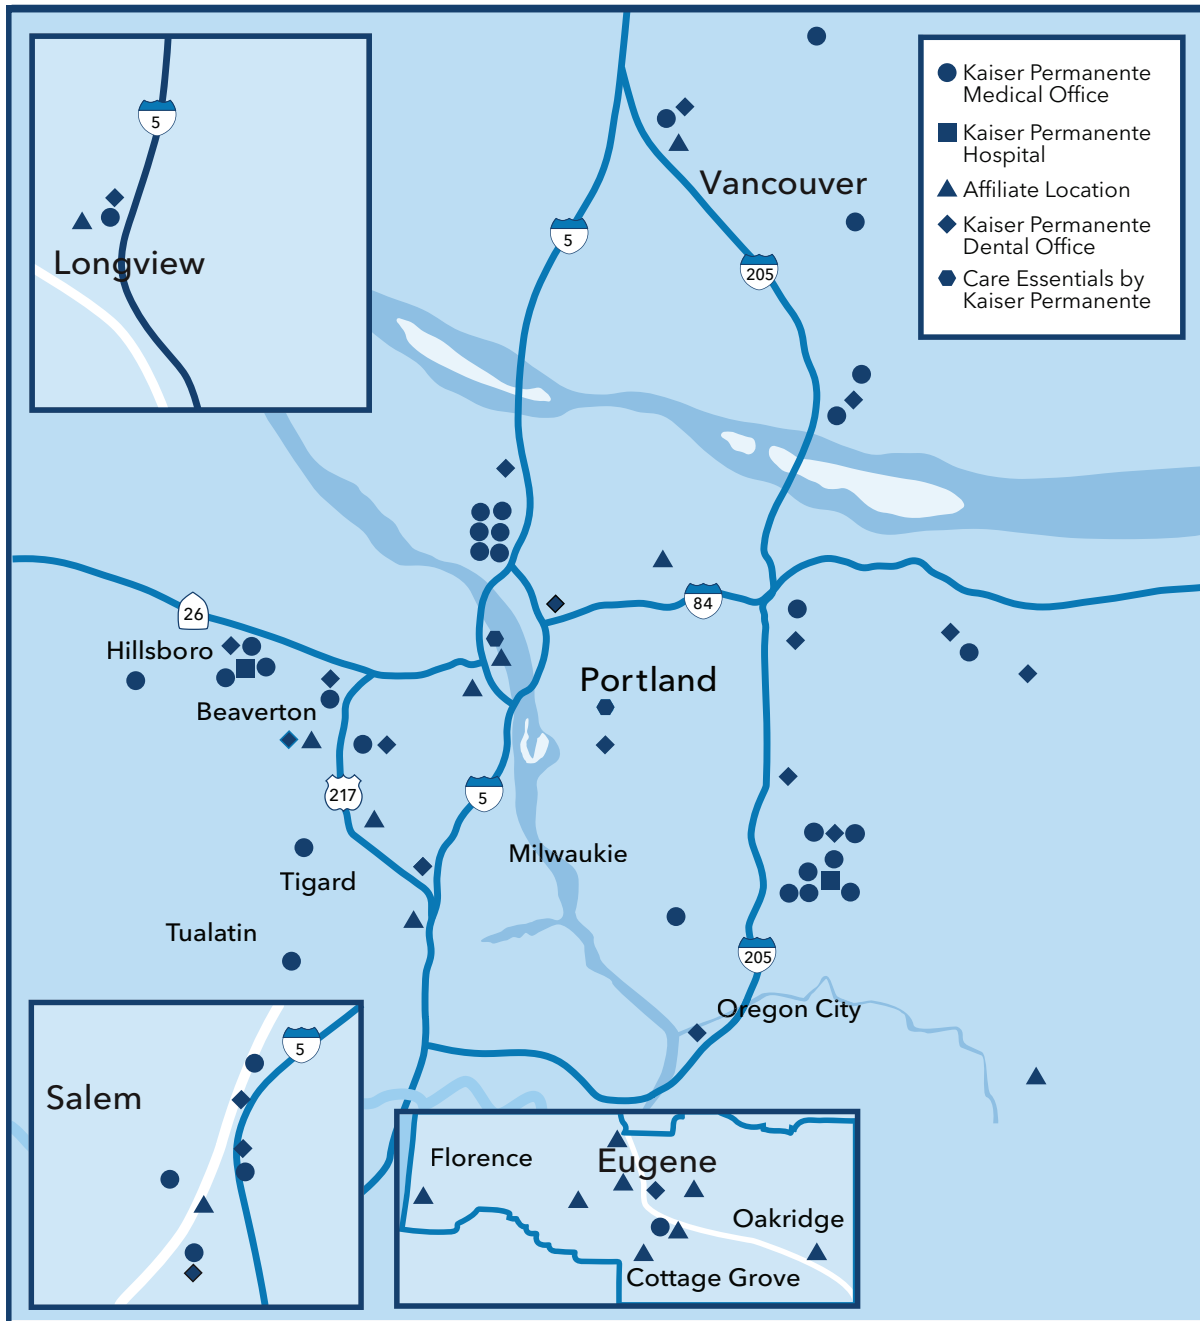 Kaiser Permanente
Medical Office
Kaiser Permanente
Hospital
Affiliate Location
Kaiser Permanente
Dental Office
Care Essentials by
Kaiser Permanente
5
Longview
Vancouver
5
205
84
26
Hillsboro
Beaverton
Portland
217
5
Milwaukie
Tigard
Tualatin
205
Oregon City
5
Salem
Florence
Eugene
Oakridge
Cottage Grove